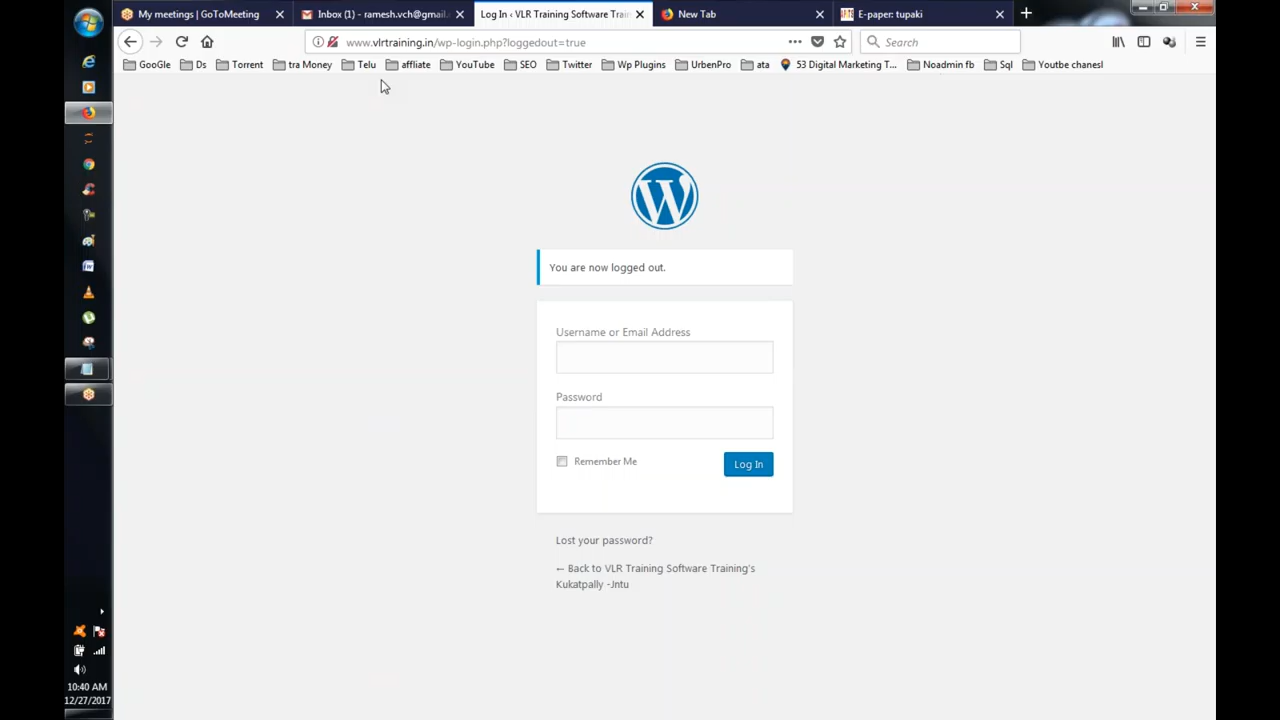 My meetings | GoToMeeting
Inbox (1) - ramesh.vch@gmail.
Log In ‹ VLR Training Software Train
New Tab
E-paper: tupaki
www.vlrtraining.in/wp-login.php?loggedout=true
Search
GooGle
Ds
Torrent
tra Money
Telu
affliate
YouTube
SEO
Twitter
Wp Plugins
UrbenPro
ata
53 Digital Marketing T...
Noadmin fb
Sql
Youtbe chanesl
You are now logged out.
Username or Email Address
Password
Remember Me
Log In
Lost your password?
← Back to VLR Training Software Training's
Kukatpally -Jntu
10:40 AM
12/27/2017